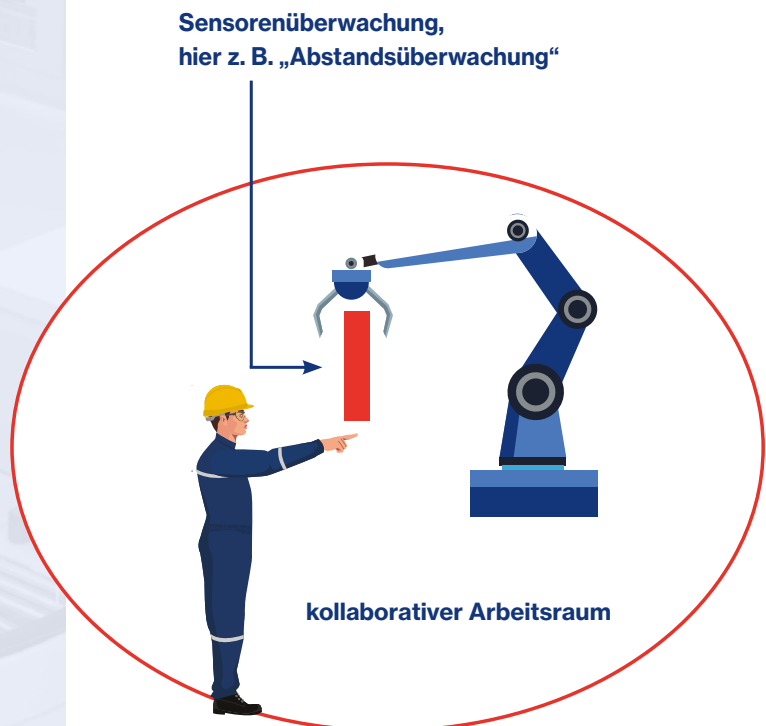 Sensorenüberwachung,
hier z. B. „Abstandsüberwachung“
kollaborativer Arbeitsraum